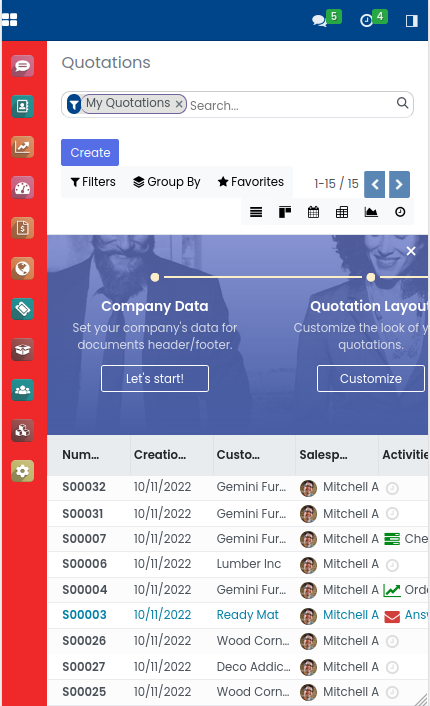 5 4
Quotations
My Quotations × Search...
Create
Filters Group By Favorites 1-15 / 15
Company Data
Set your company's data for
documents header/footer.
Let's start!
Quotation Layou
Customize the look of y
quotations.
Customize
Num... Creatio... Custo... Salesp... Activitie
S00032 10/11/2022 Gemini Fur... Mitchell A
S00031 10/11/2022 Gemini Fur... Mitchell A
S00007 10/11/2022 Gemini Fur... Mitchell A Che
S00006 10/11/2022 Lumber Inc Mitchell A
S00004 10/11/2022 Gemini Fur... Mitchell A Orde
S00003 10/11/2022 Ready Mat Mitchell A Ans
S00026 10/11/2022 Wood Corn... Mitchell A
S00027 10/11/2022 Deco Addic... Mitchell A
S00025 10/11/2022 Wood Corn... Mitchell A